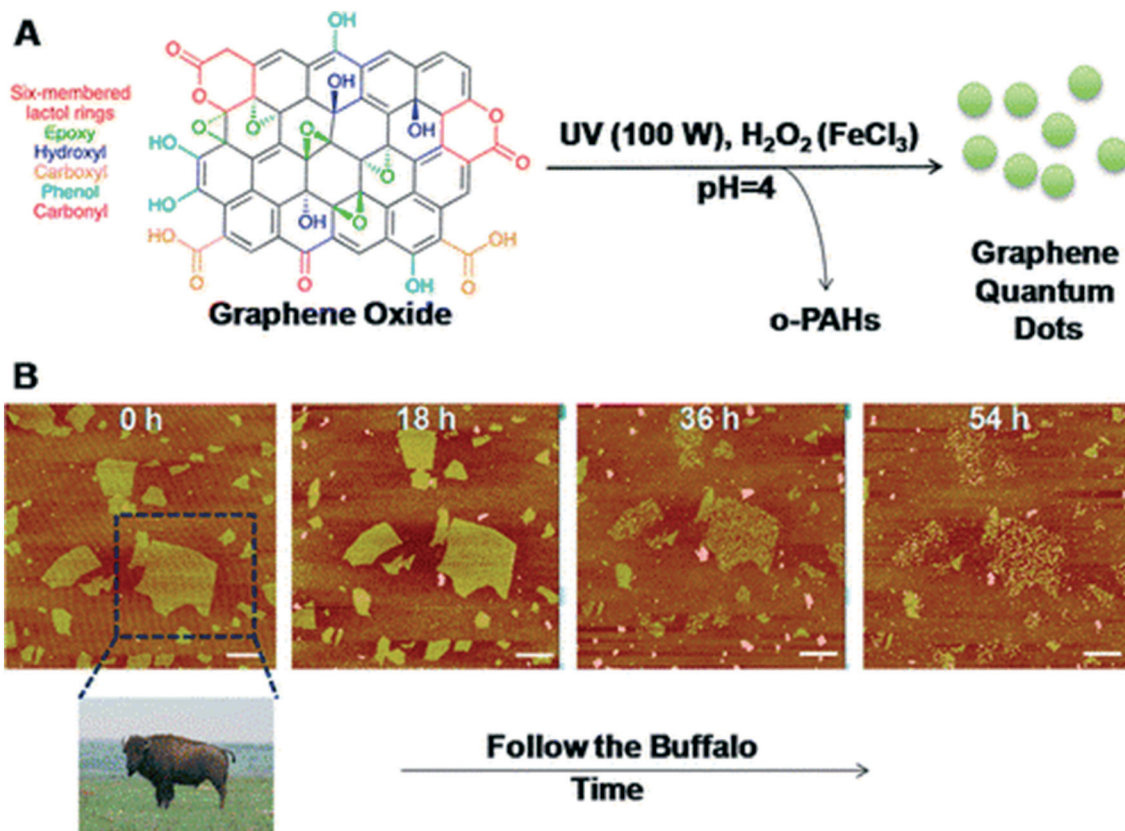 A
OH
O
OH
O
O
O
O
OH
O
O
HO
O
O
HO
OH
O
HO
OH
O
O
OH
O
Six-membered
lactol rings
Epoxy
Hydroxyl
Carboxyl
Phenol
Carbonyl
Graphene Oxide
UV (100 W), H₂O₂ (FeCl₃)
pH=4
o-PAHs
Graphene
Quantum
Dots
B
0 h
18 h
36 h
54 h
Follow the Buffalo
Time